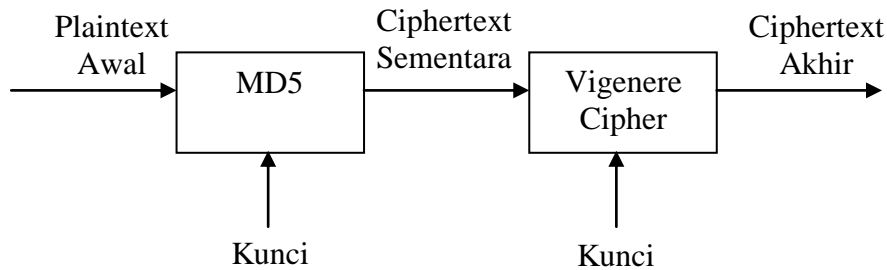 Plaintext
Awal
MD5
Ciphertext
Sementara
Vigenere
Cipher
Ciphertext
Akhir
Kunci
Kunci